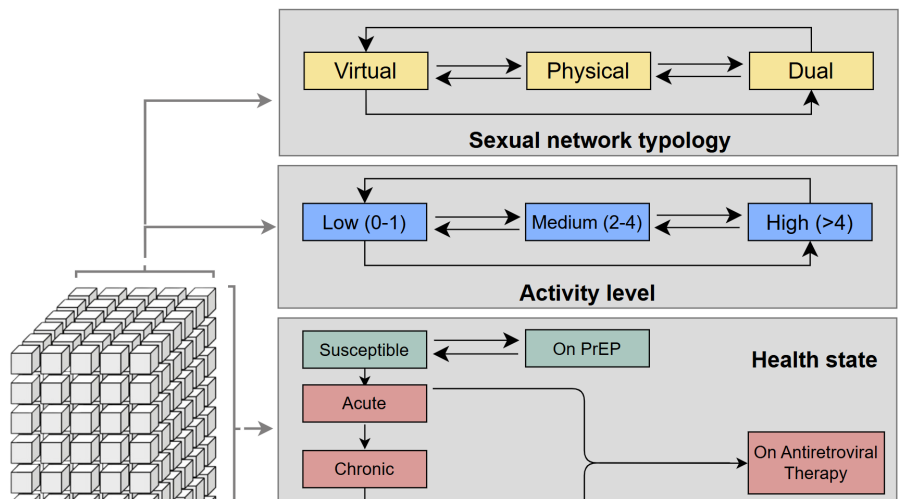 Virtual
Physical
Dual
Sexual network typology
Low (0-1)
Medium (2-4)
High (>4)
Activity level
Susceptible
On PrEP
Health state
Acute
Chronic
On Antiretroviral
Therapy